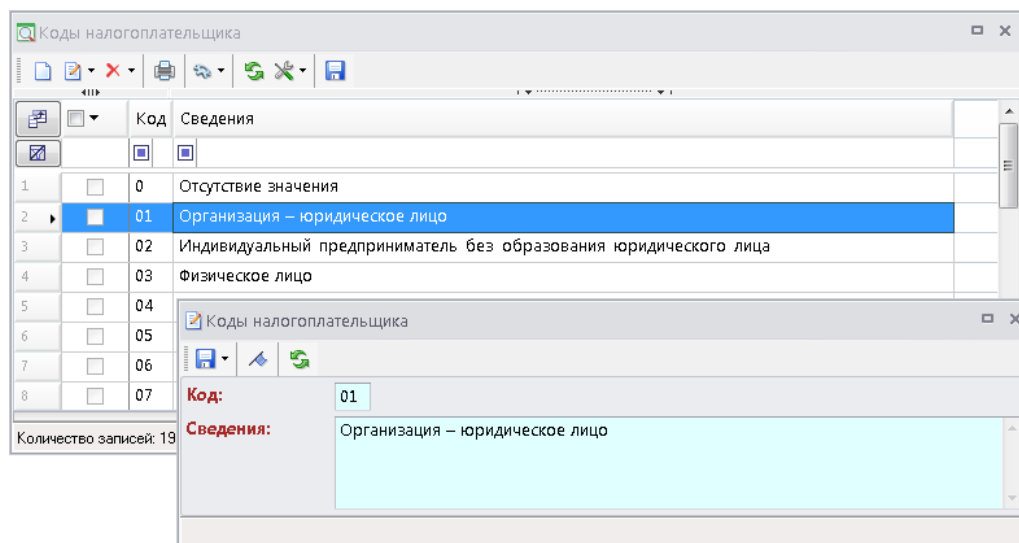 Коды налогоплательщика
Код Сведения
1 0 Отсутствие значения
2 01 Организация – юридическое лицо
3 02 Индивидуальный предприниматель без образования юридического лица
4 03 Физическое лицо
5 04
6 05
7 06
8 07
Количество записей: 19
Коды налогоплательщика
Код: 01
Сведения: Организация – юридическое лицо